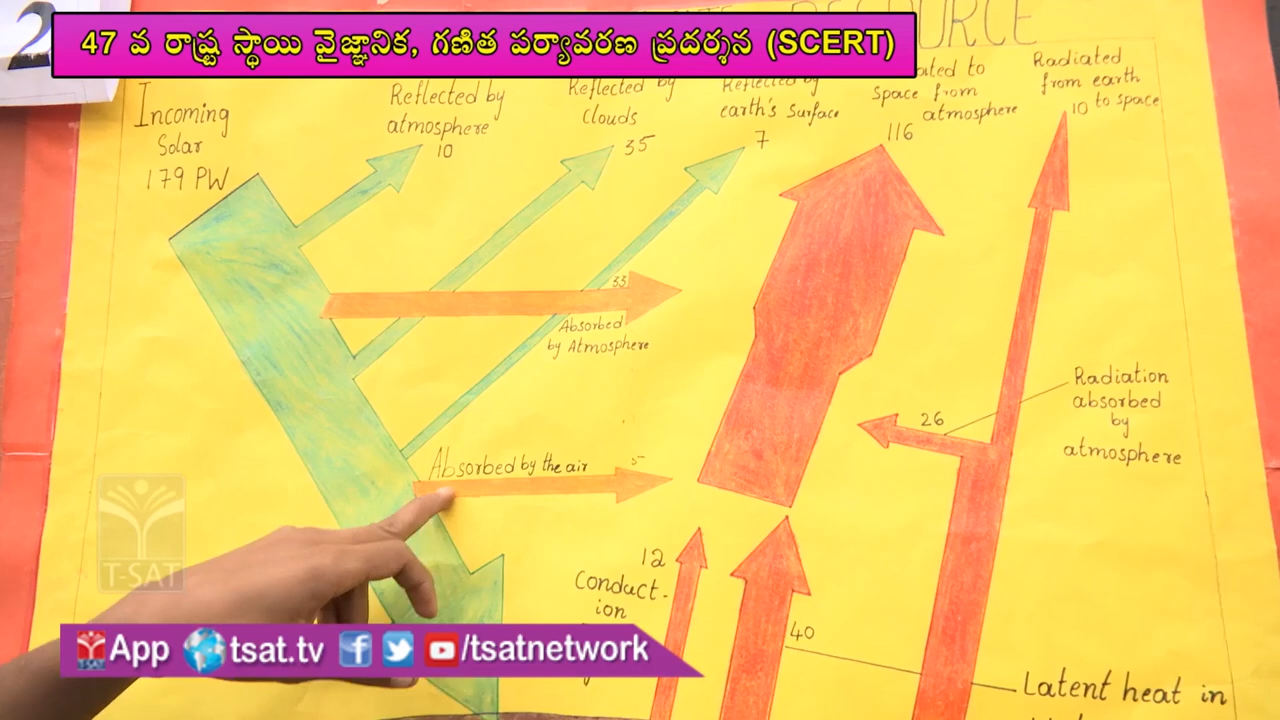 47 వ రాష్ట్ర స్థాయి వైజ్ఞానిక, గణిత పర్యావరణ ప్రదర్శన (SCERT)
2
Incoming
Solar
179 PW
Reflected by
atmosphere
10
Reflected by
Clouds
35
Reflected by
earth's Surface
7
to
Space from
atmosphere
116
Radiated
from earth
to space
10
33
Absorbed
by Atmosphere
Absorbed by the air
5
26
Radiation
absorbed
by
atmosphere
12
Conduct-
ion
40
Latent heat in
T-SAT
App tsat.tv /tsatnetwork